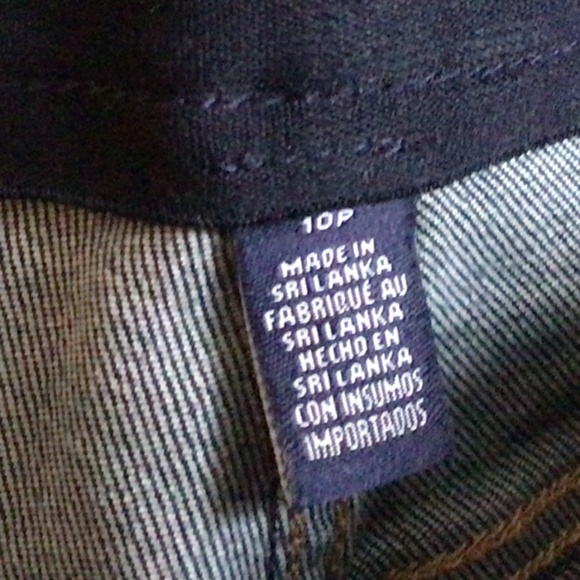 10P
MADE IN
SRI LANKA
FABRIQUÉ AU
SRI LANKA
HECHO EN
SRI LANKA
CON INSUMOS
IMPORTADOS